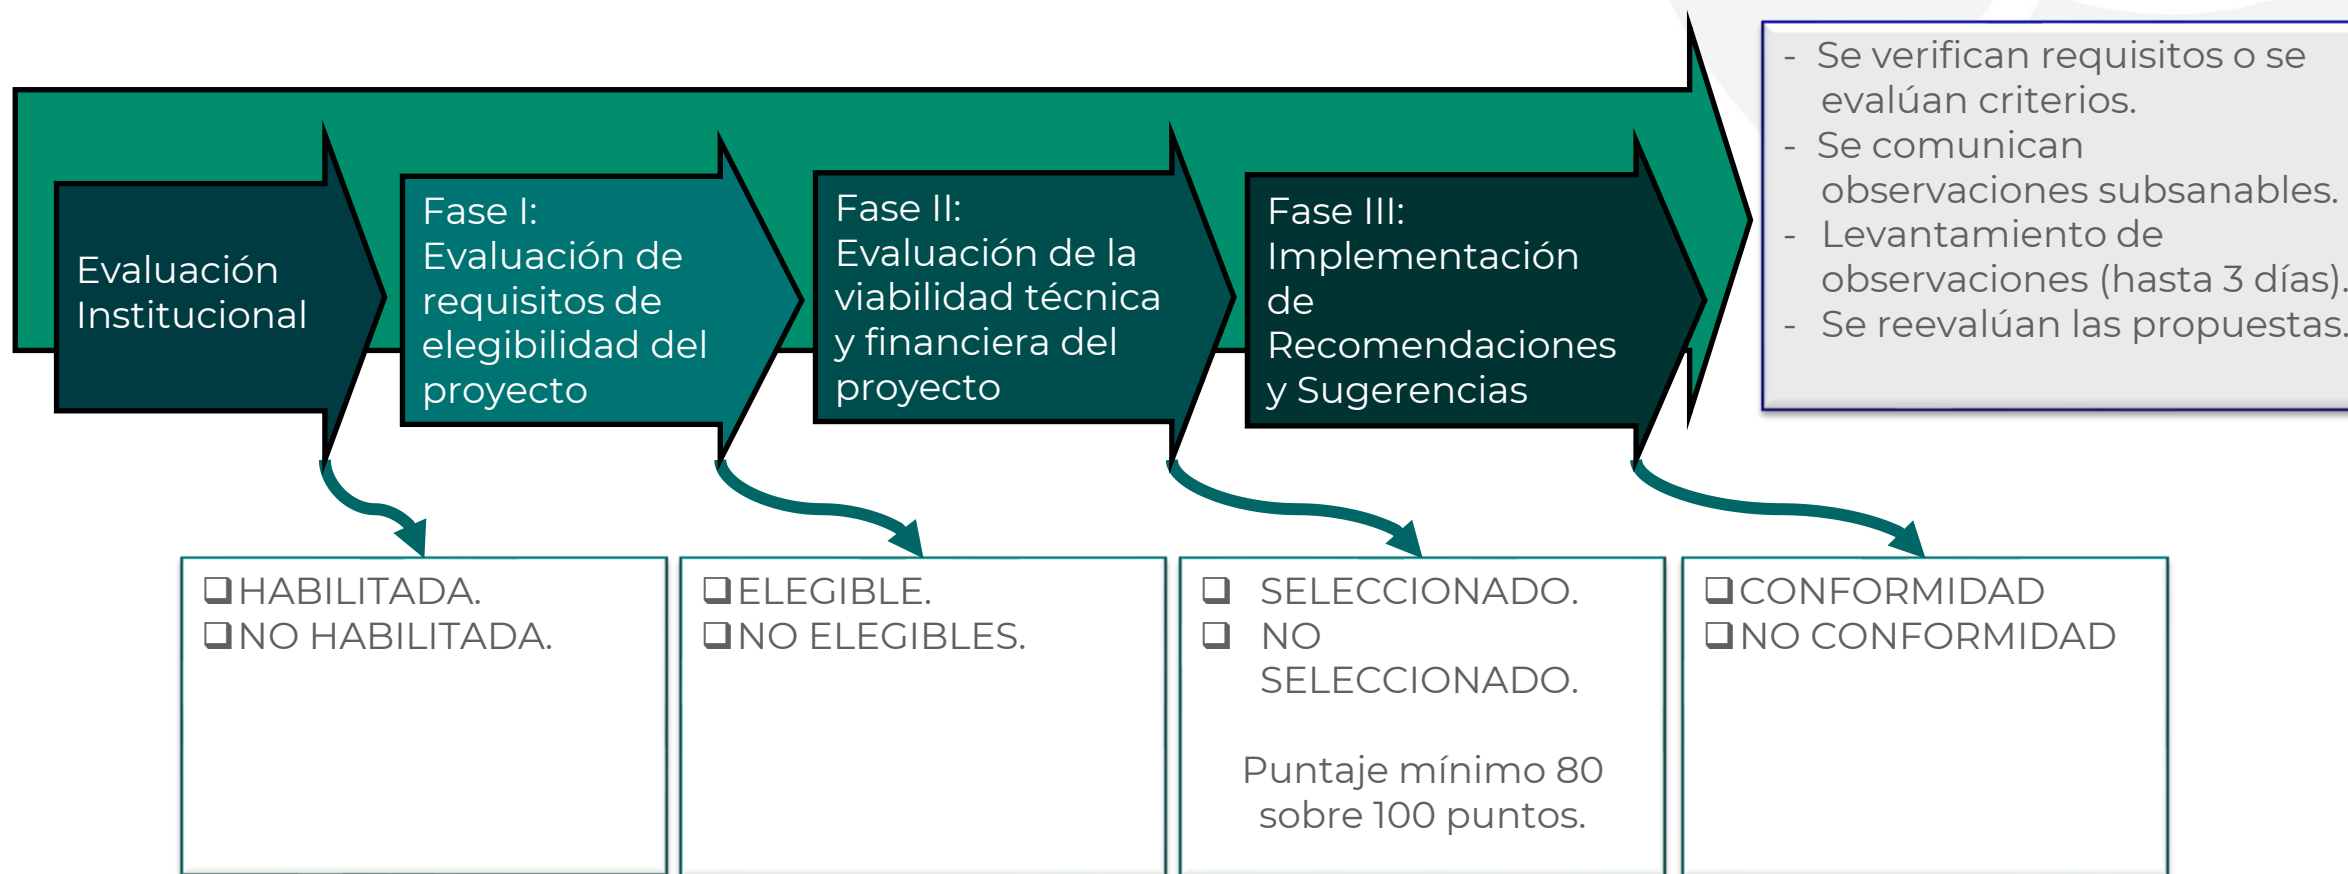 Evaluación
Institucional
Fase I:
Evaluación de
requisitos de
elegibilidad del
proyecto
Fase II:
Evaluación de la
viabilidad técnica
y financiera del
proyecto
Fase III:
Implementación
de
Recomendaciones
y Sugerencias
- Se verifican requisitos o se
evalúan criterios.
- Se comunican
observaciones subsanables.
- Levantamiento de
observaciones (hasta 3 días).
- Se reevalúan las propuestas.
❑HABILITADA.
❑NO HABILITADA.
❑ELEGIBLE.
❑NO ELEGIBLES.
❑ SELECCIONADO.
❑ NO
SELECCIONADO.
Puntaje mínimo 80
sobre 100 puntos.
❑CONFORMIDAD
❑NO CONFORMIDAD